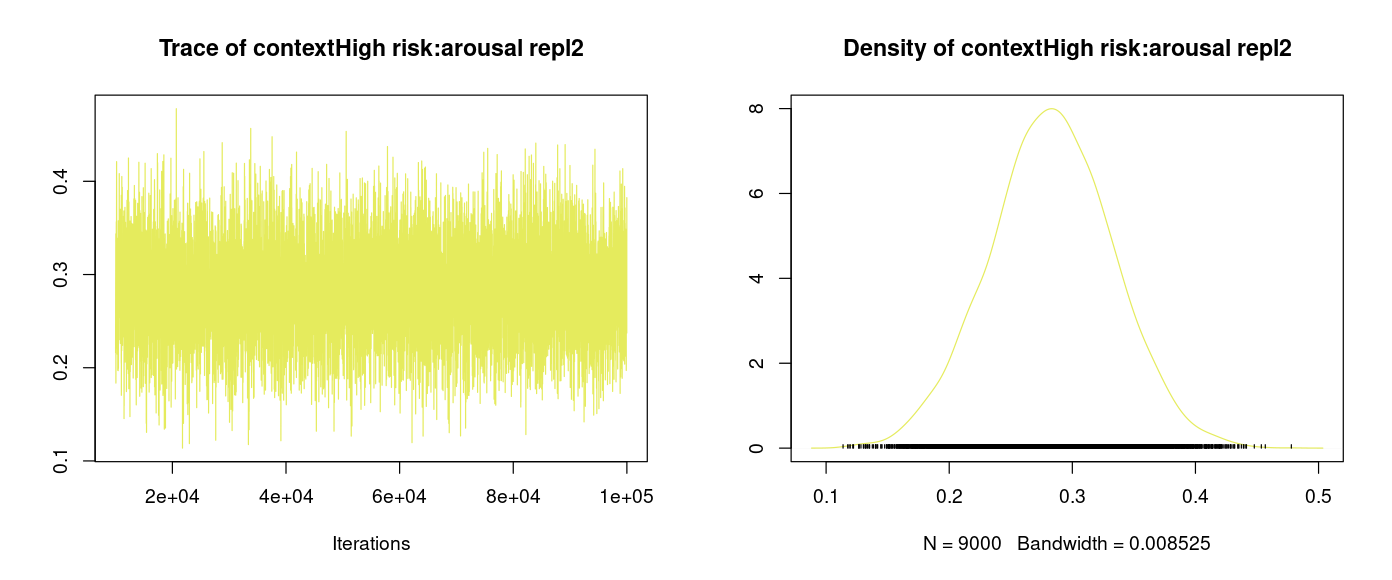 Trace of contextHigh risk:arousal repl2
0.4
0.3
0.2
0.1
2e+04 4e+04 6e+04 8e+04 1e+05
Iterations
Density of contextHigh risk:arousal repl2
8
6
4
2
0
0.1 0.2 0.3 0.4 0.5
N = 9000 Bandwidth = 0.008525